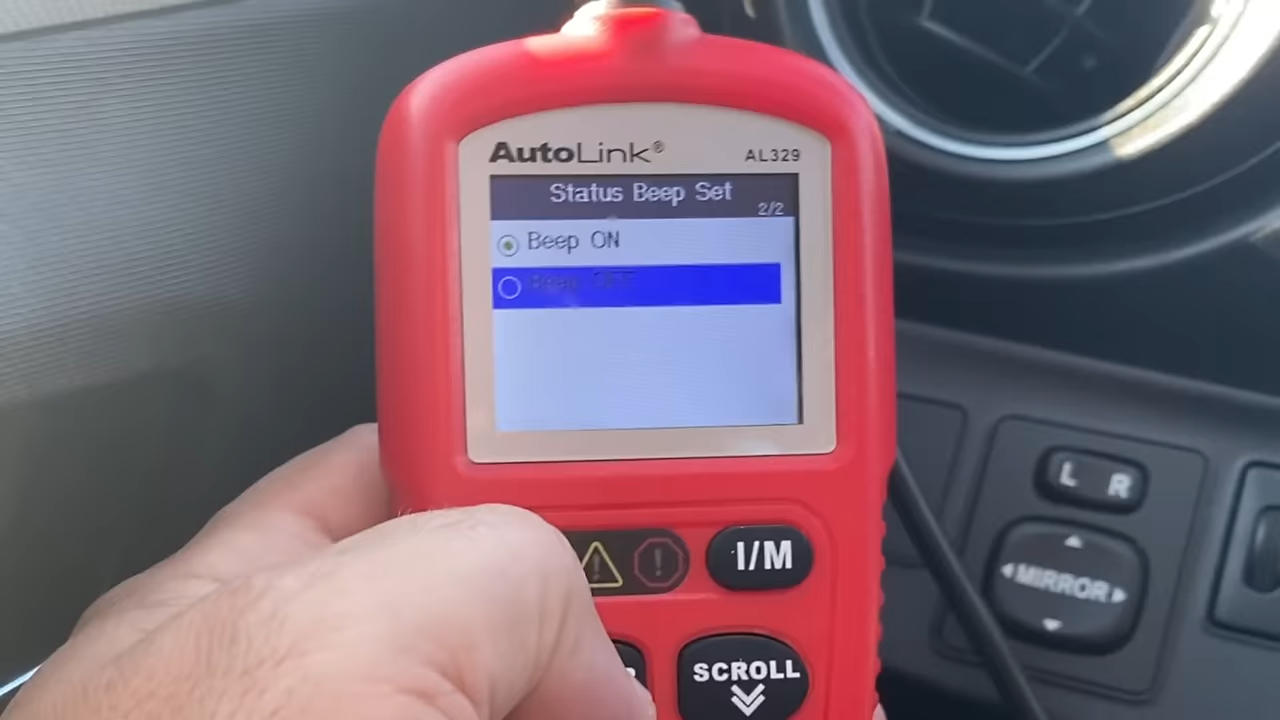 AutoLink®
AL329
Status Beep Set
2/2
Beep ON
Beep OFF
! !
I/M
SCROLL
L R
MIRROR